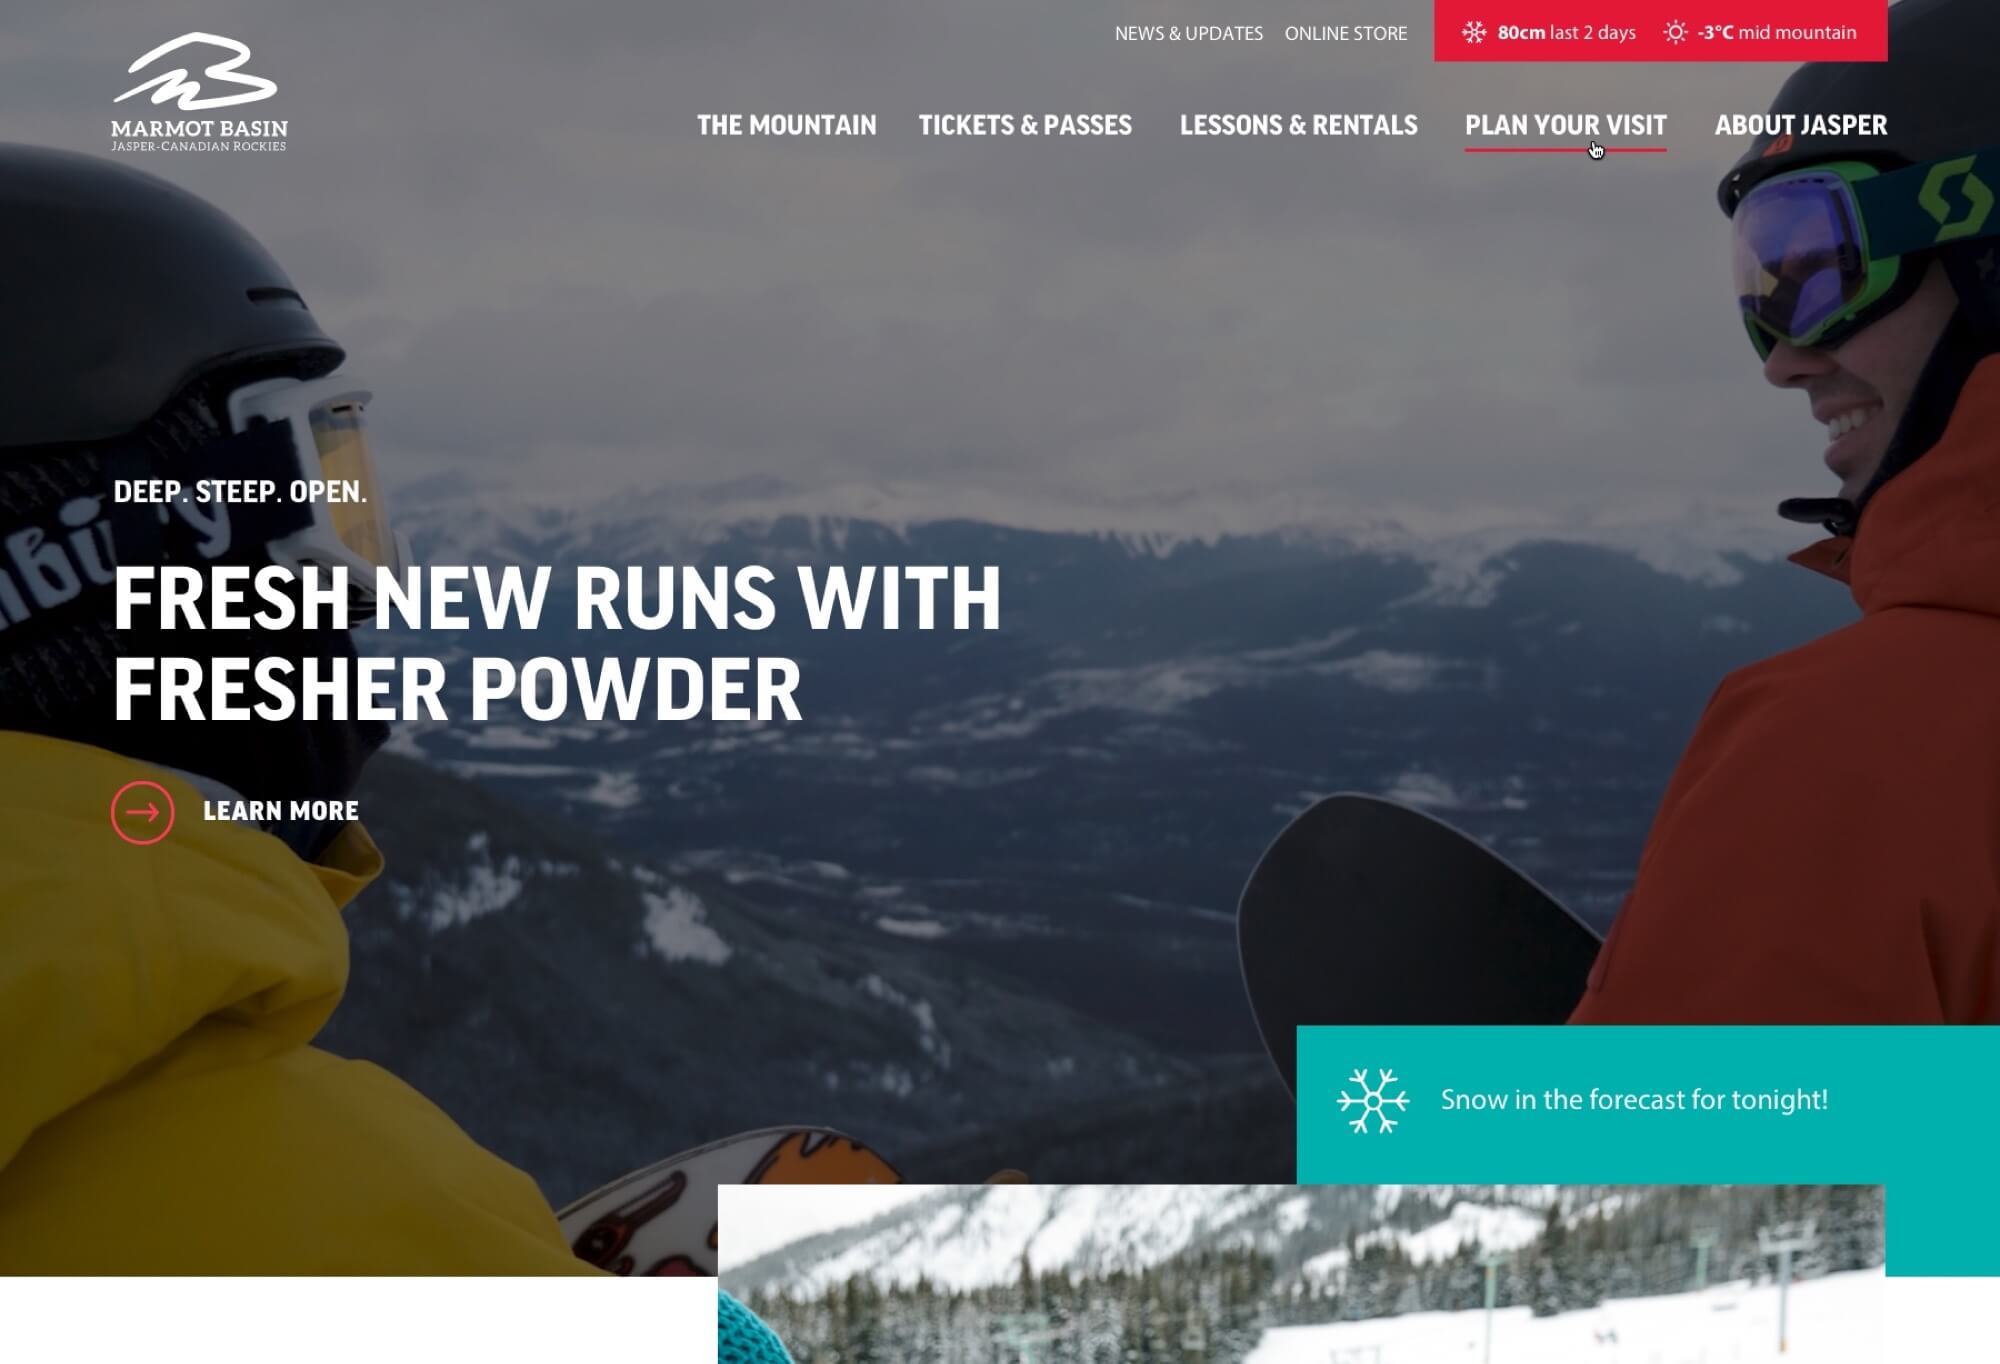 NEWS & UPDATES
ONLINE STORE
80cm last 2 days
-3°C mid mountain
MARMOT BASIN
JASPER-CANADIAN ROCKIES
THE MOUNTAIN
TICKETS & PASSES
LESSONS & RENTALS
PLAN YOUR VISIT
ABOUT JASPER
DEEP. STEEP. OPEN.
FRESH NEW RUNS WITH
FRESHER POWDER
LEARN MORE
Snow in the forecast for tonight!